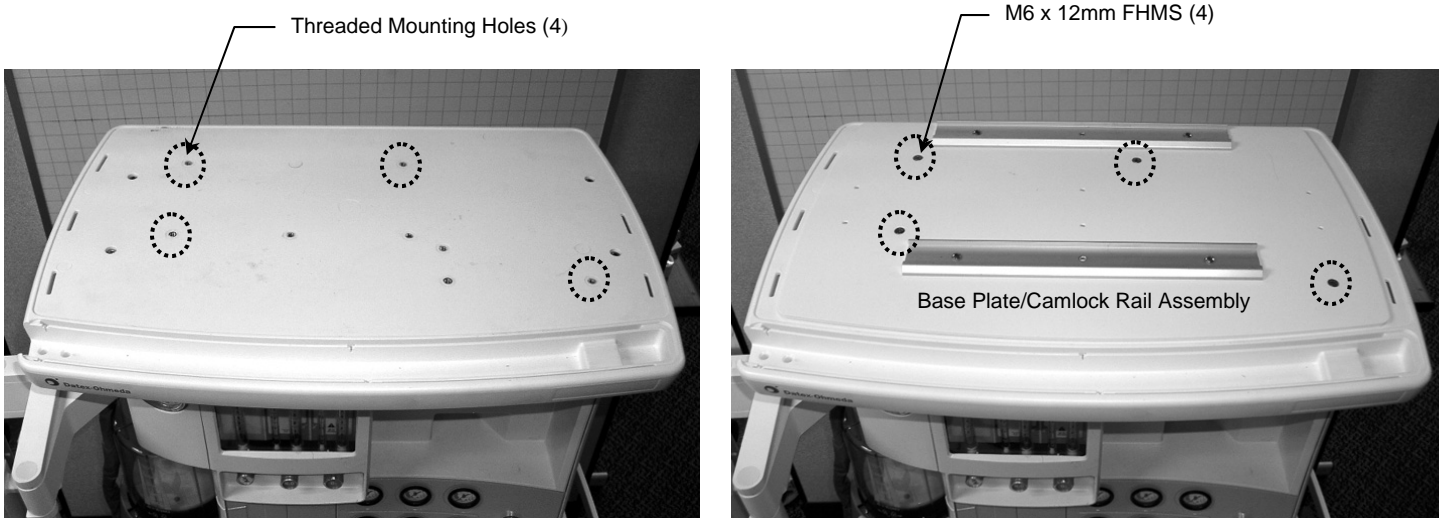 Threaded Mounting Holes (4)
M6 x 12mm FHMS (4)
Base Plate/Camlock Rail Assembly
Datex-Ohmeda
Datex-Ohmeda